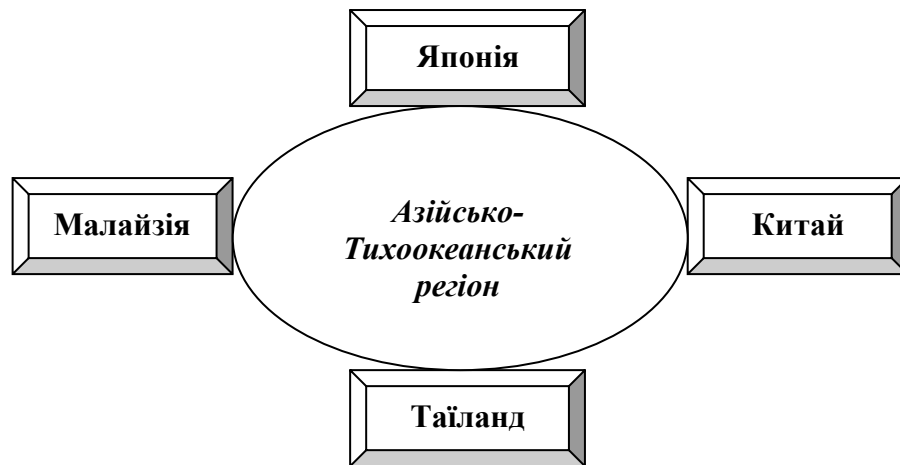 Японія
Малайзія
Азійсько-
Тихоокеанський
регіон
Китай
Таїланд